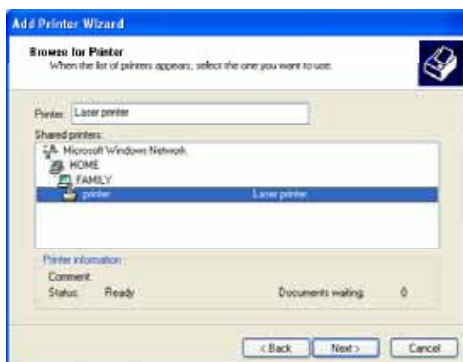 Add Printer Wizard
Browse for Printer
When the list of printers appears, select the one you want to use.
Printer: Laser printer
Shared printers:
Microsoft Windows Network
HOME
FAMILY
printer Laser printer
Printer information
Comment:
Status: Ready Documents waiting: 0
< Back Next > Cancel